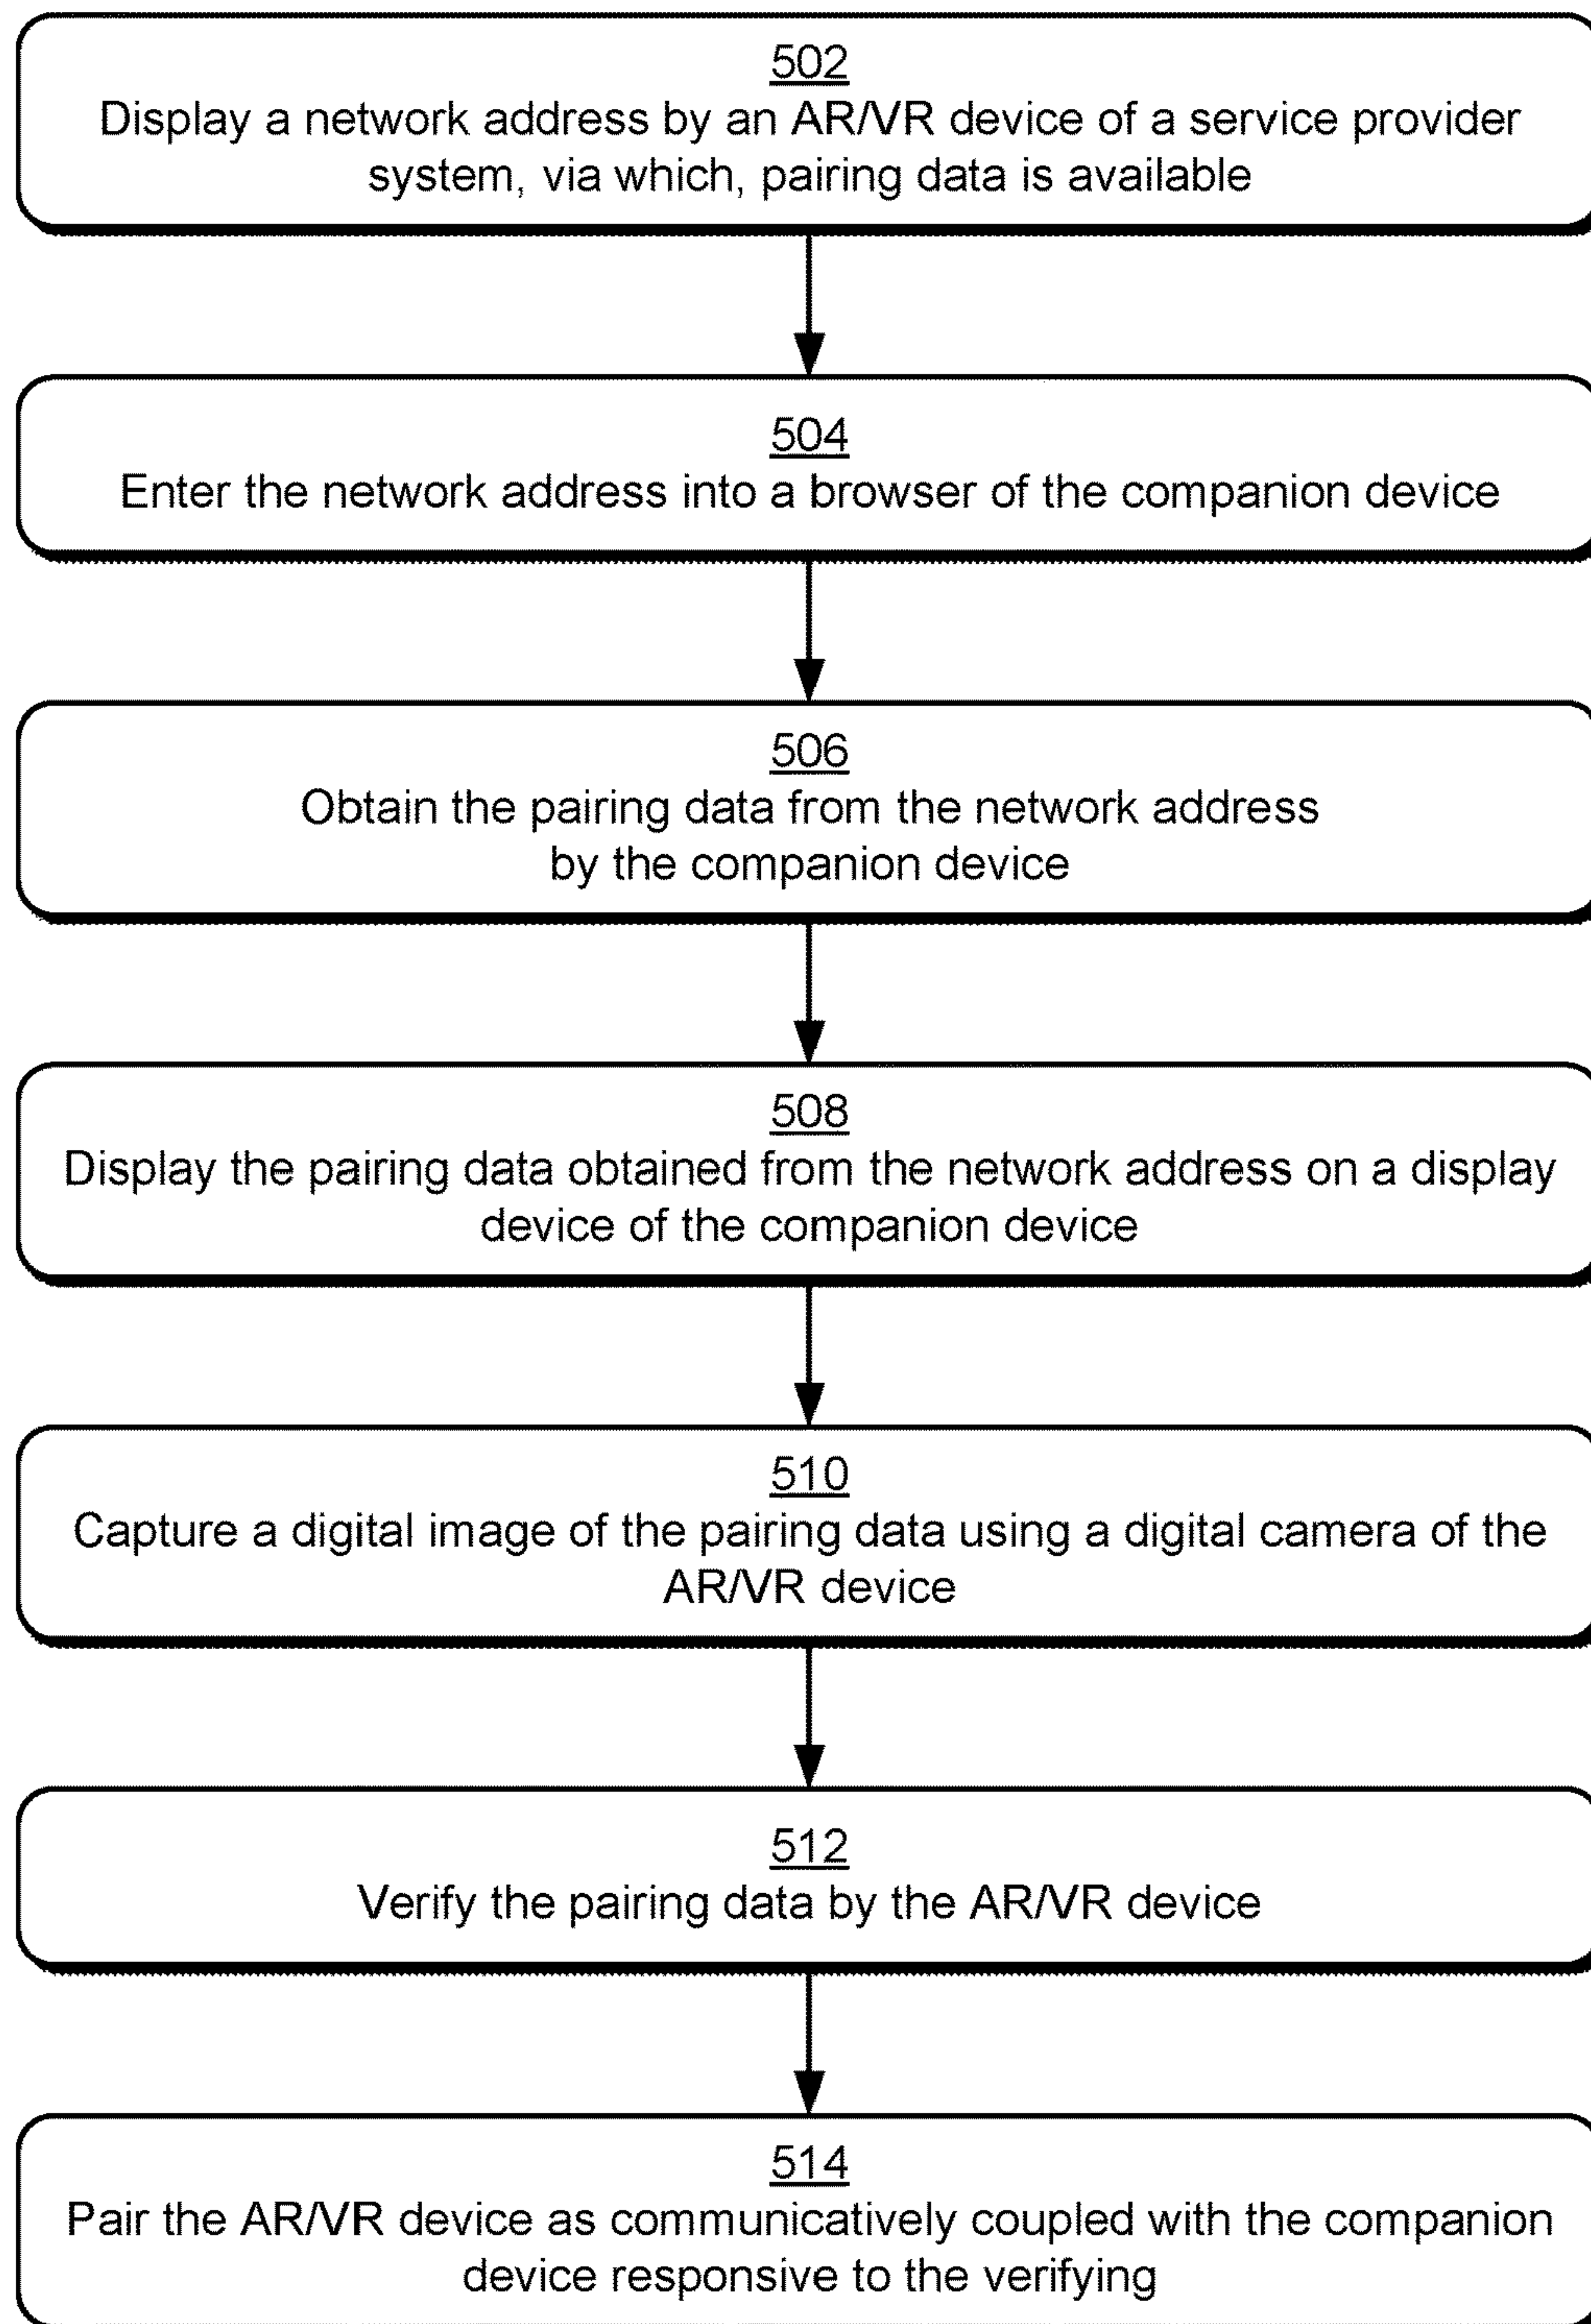 502
Display a network address by an AR/VR device of a service provider
system, via which, pairing data is available
504
Enter the network address into a browser of the companion device
506
Obtain the pairing data from the network address
by the companion device
508
Display the pairing data obtained from the network address on a display
device of the companion device
510
Capture a digital image of the pairing data using a digital camera of the
AR/VR device
512
Verify the pairing data by the AR/VR device
514
Pair the AR/VR device as communicatively coupled with the companion
device responsive to the verifying